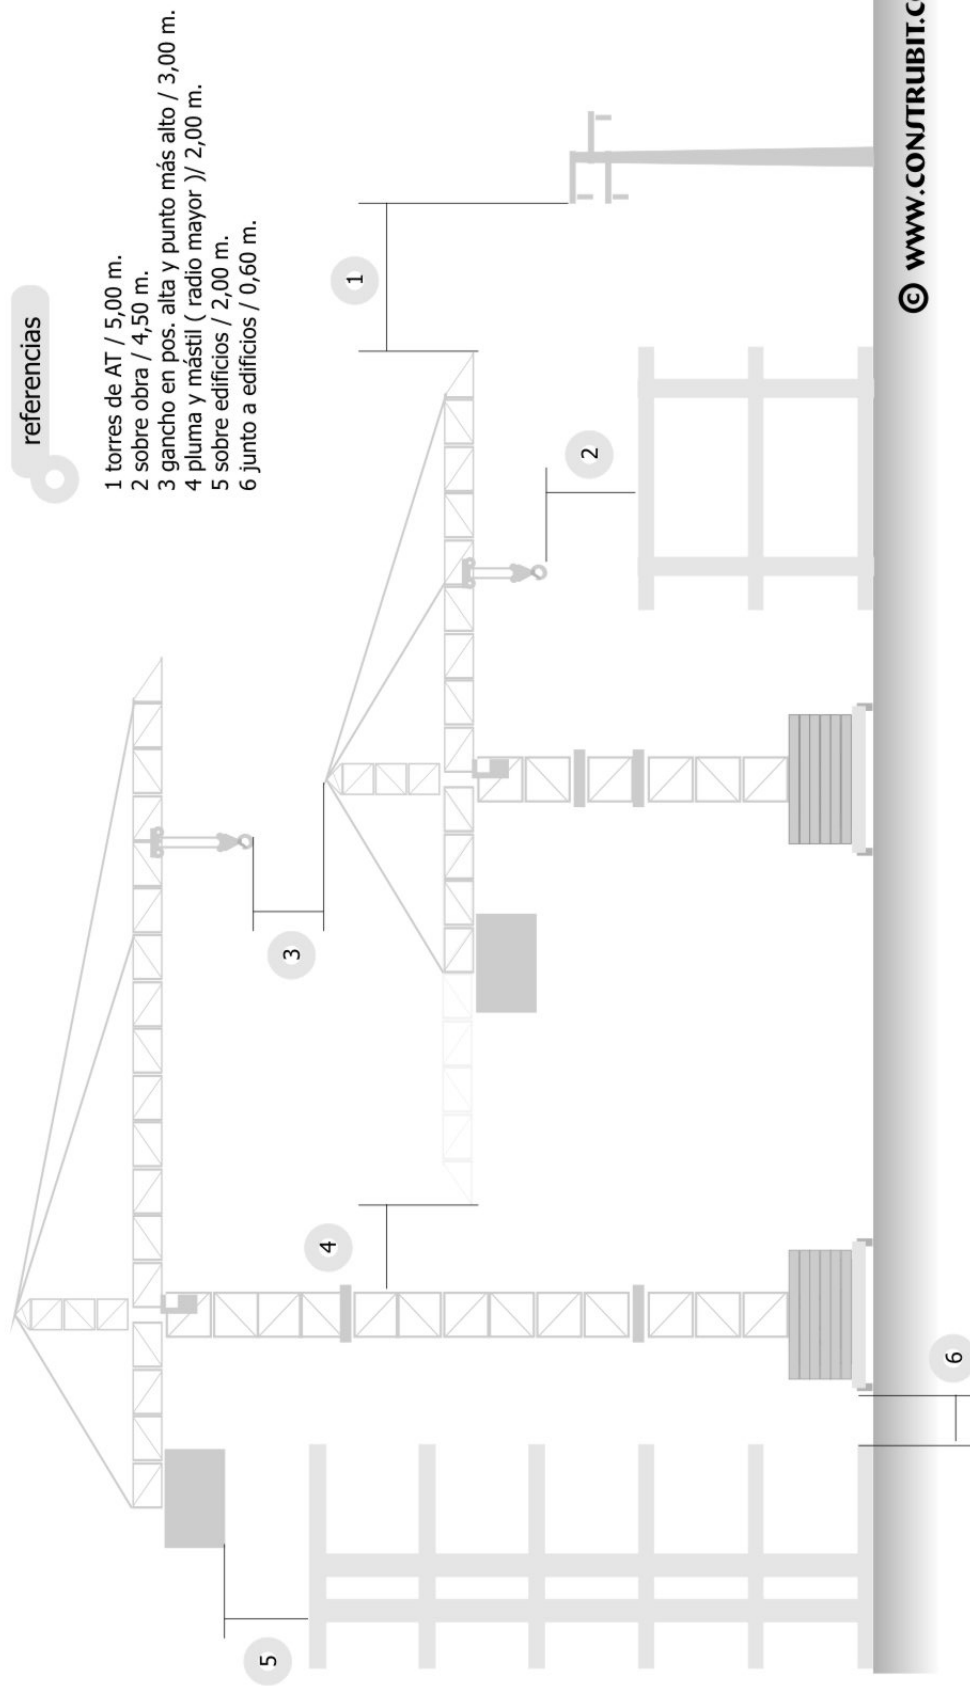 referencias
1 torres de AT / 5,00 m.
2 sobre obra / 4,50 m.
3 gancho en pos. alta y punto más alto / 3,00 m.
4 pluma y mástil ( radio mayor )/ 2,00 m.
5 sobre edificios / 2,00 m.
6 junto a edificios / 0,60 m.
5
4
3
1
2
6
© WWW.CONSTRUBIT.C